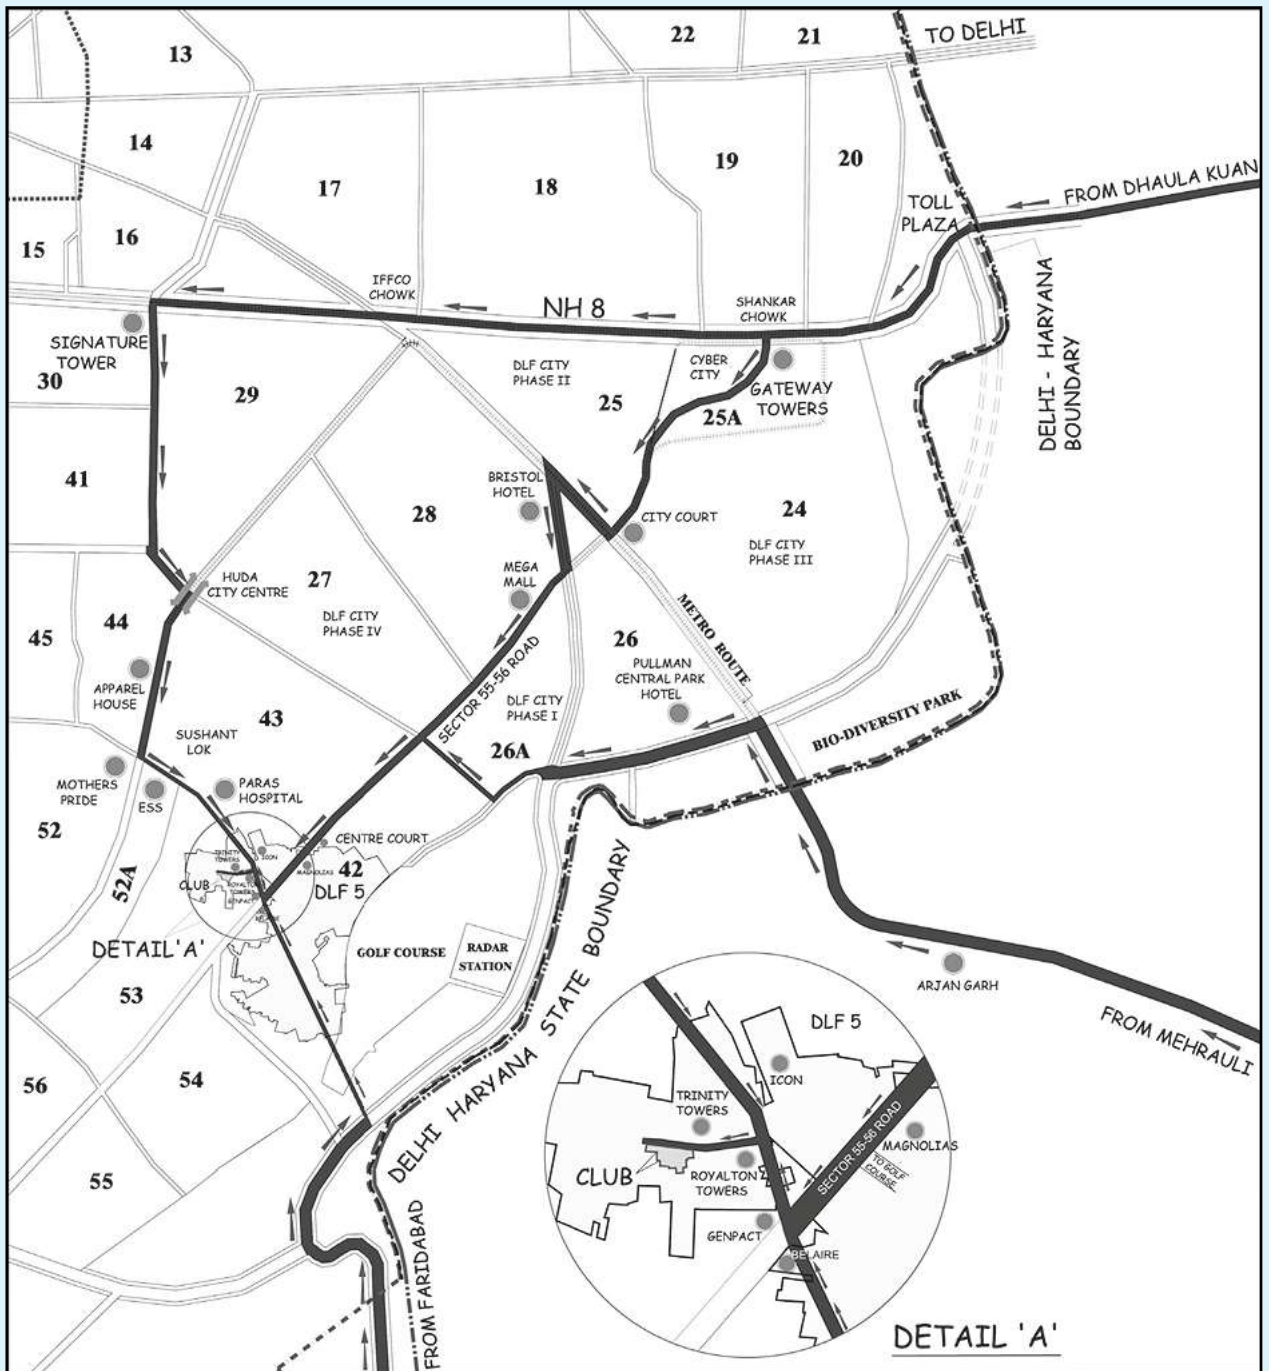 13
22
21
TO DELHI
14
17
18
19
20
FROM DHAULA KUAN
TOLL
PLAZA
15
16
IFFCO
CHOWK
NH 8
SHANKAR
CHOWK
DELHI - HARYANA
BOUNDARY
SIGNATURE
TOWER
30
29
DLF CITY
PHASE II
25
CYBER
CITY
GATEWAY
TOWERS
25A
41
28
BRISTOL
HOTEL
CITY COURT
24
DLF CITY
PHASE III
HUDA
CITY CENTRE
27
MEGA
MALL
DLF CITY
PHASE IV
45
44
26
METRO ROUTE
SECTOR 55-56 ROAD
APPAREL
HOUSE
PULLMAN
CENTRAL PARK
HOTEL
DLF CITY
PHASE I
43
SUSHANT
LOK
26A
BIO-DIVERSITY PARK
MOTHERS
PRIDE
ESS
PARAS
HOSPITAL
52
CENTRE COURT
42
DLF 5
TRINITY
TOWERS
ICON
MAGNOLIAS
CLUB
ROYALTON
TOWERS
GENPACT
52A
DETAIL 'A'
GOLF COURSE
RADAR
STATION
53
ARJAN GARH
FROM MEHRAULI
DELHI HARYANA STATE BOUNDARY
56
54
55
FROM FARIDABAD
DLF 5
ICON
TRINITY
TOWERS
SECTOR 55-56 ROAD
MAGNOLIAS
TO GOLF
COURSE
CLUB
ROYALTON
TOWERS
GENPACT
BELAIRE
DETAIL 'A'